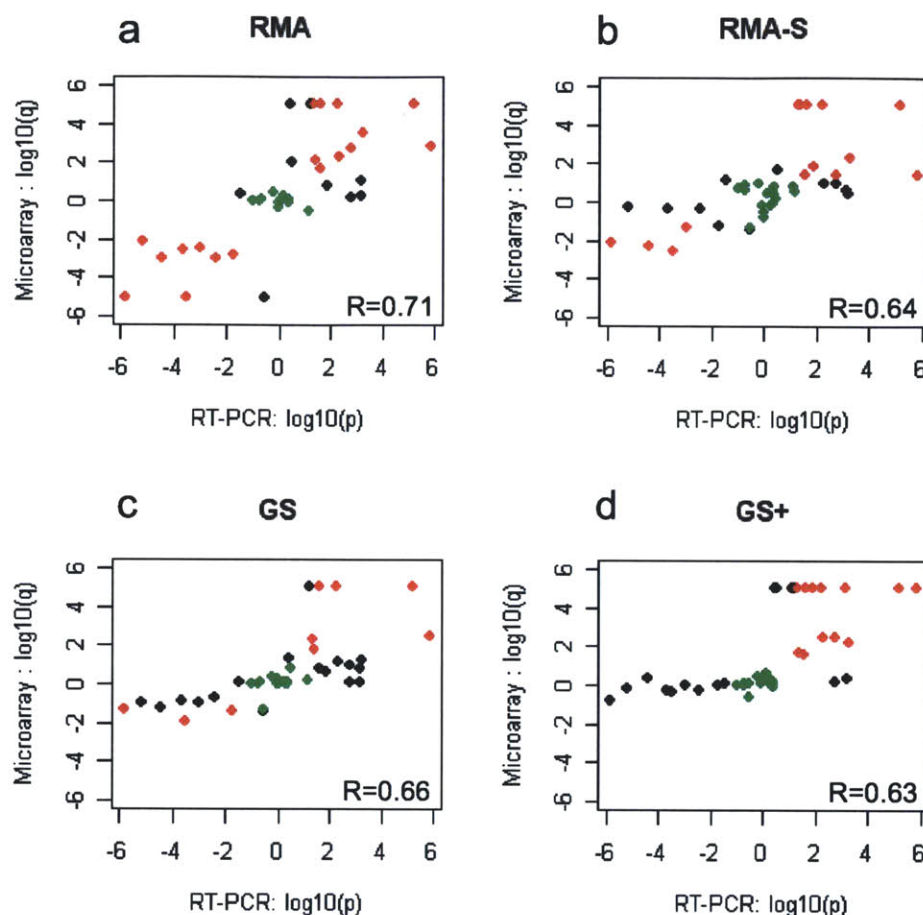 a RMA
Microarray : log10(q)
6
4
2
0
-2
-4
-6
R=0.71
-6 -4 -2 0 2 4 6
RT-PCR: log10(p)
b RMA-S
Microarray : log10(q)
6
4
2
0
-2
-4
-6
R=0.64
-6 -4 -2 0 2 4 6
RT-PCR: log10(p)
c GS
Microarray : log10(q)
6
4
2
0
-2
-4
-6
R=0.66
-6 -4 -2 0 2 4 6
RT-PCR: log10(p)
d GS+
Microarray : log10(q)
6
4
2
0
-2
-4
-6
R=0.63
-6 -4 -2 0 2 4 6
RT-PCR: log10(p)